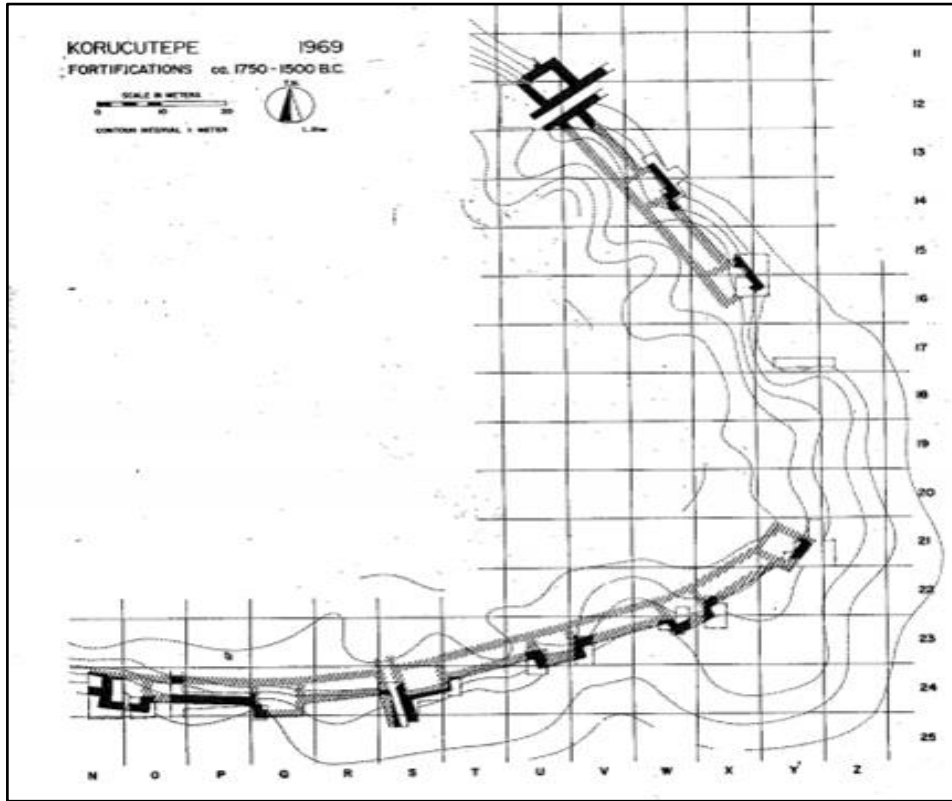 KORUCUTEPE 1969
FORTIFICATIONS ca. 1750-1500 B.C.
SCALE IN METERS
0 10 20
CONTOUR INTERVAL 1 METER
11
12
13
14
15
16
17
18
19
20
21
22
23
24
25
N O P Q R S T U V W X Y Z